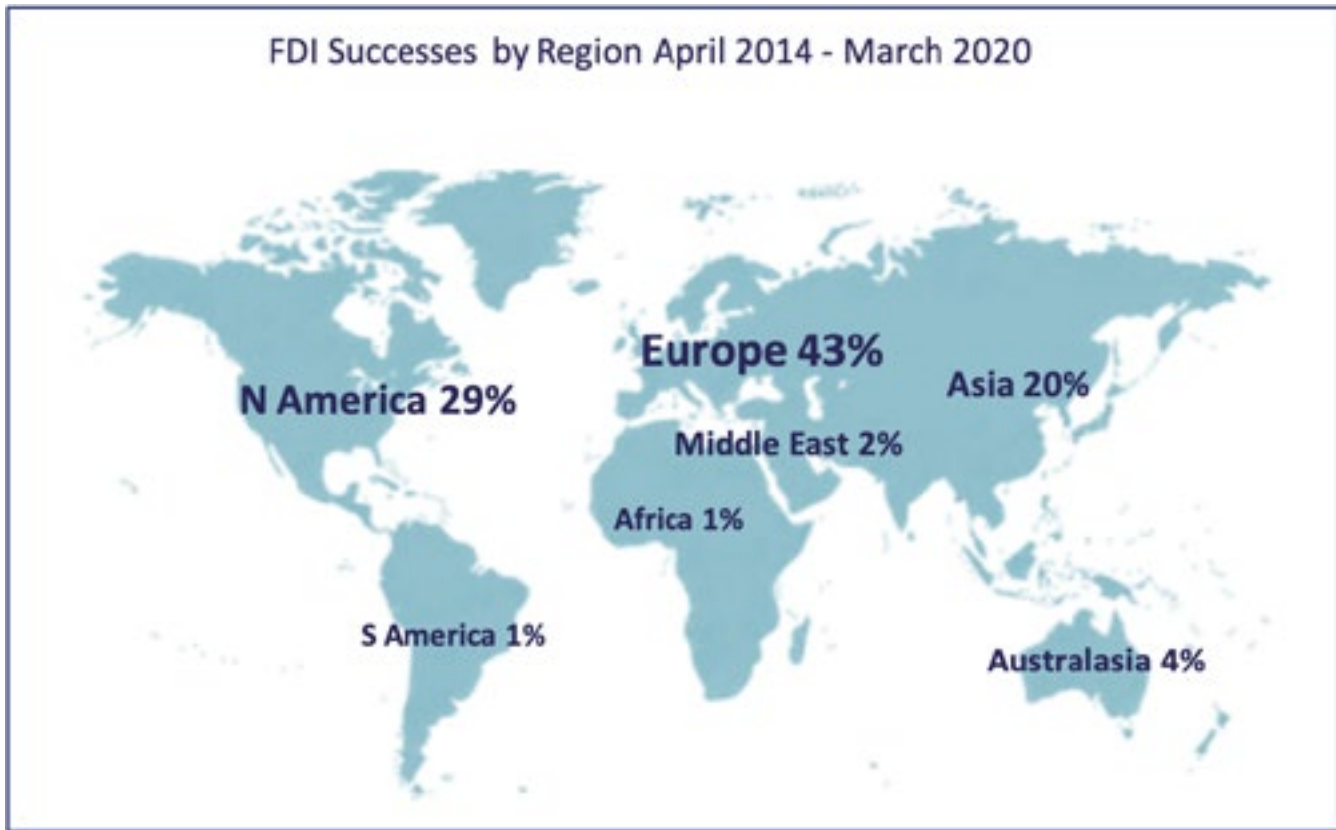 FDI Successes by Region April 2014 - March 2020
Europe 43%
N America 29%
Asia 20%
Middle East 2%
Africa 1%
S America 1%
Australasia 4%